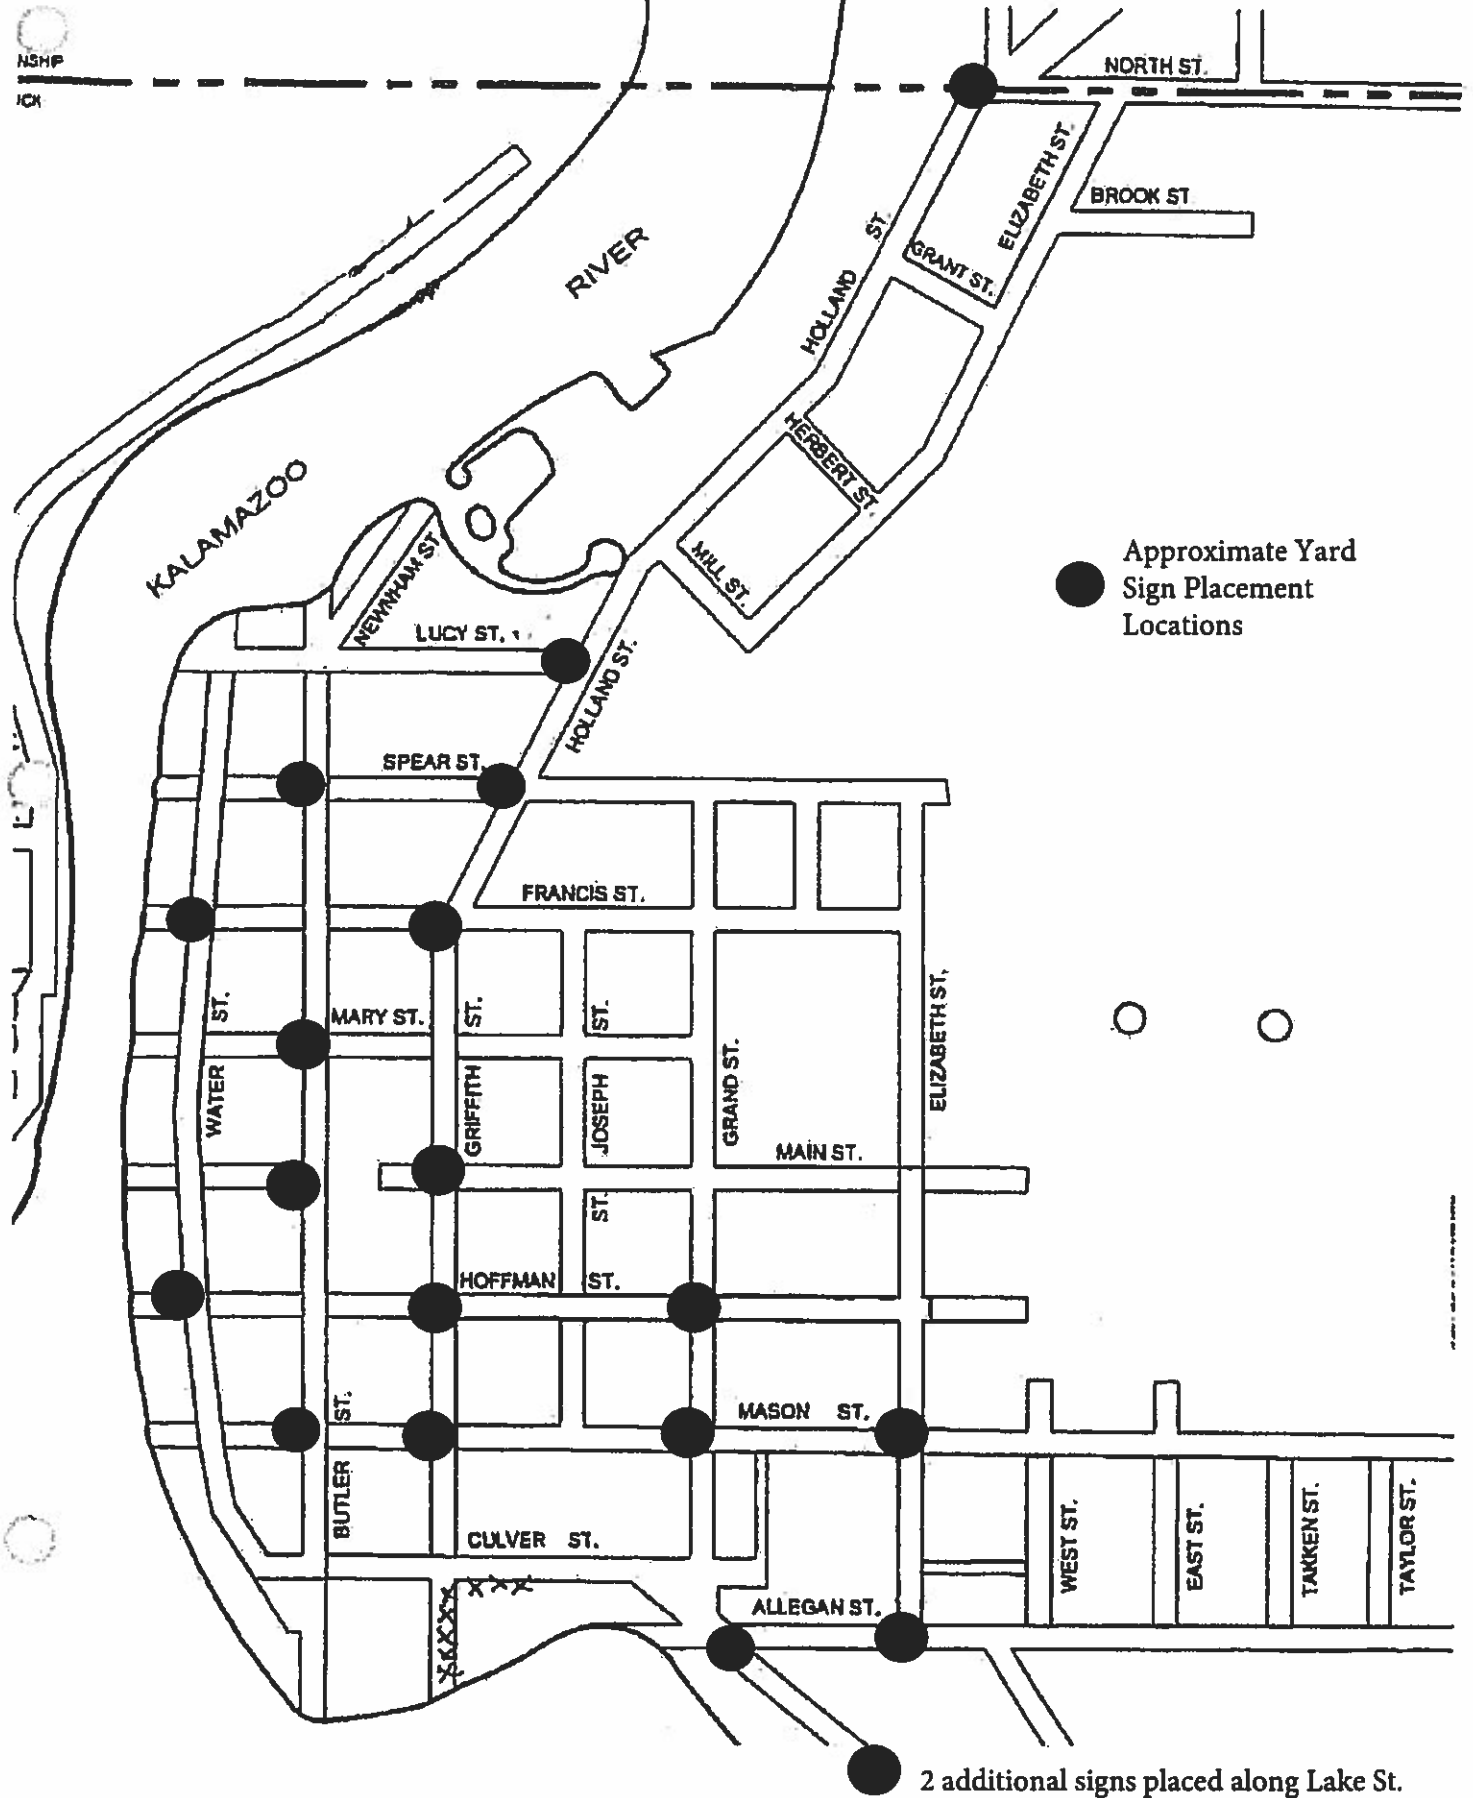 NSHIP
ICK
NORTH ST.
ELIZABETH ST.
BROOK ST
HOLLAND ST.
GRANT ST.
RIVER
HERBERT ST.
KALAMAZOO
MILL ST.
Approximate Yard
Sign Placement
Locations
NEWNHAM ST
LUCY ST.
HOLLAND ST.
SPEAR ST.
FRANCIS ST.
WATER ST.
MARY ST.
GRIFFITH ST.
JOSEPH ST.
GRAND ST.
ELIZABETH ST.
MAIN ST.
ST.
HOFFMAN ST.
MASON ST.
BUTLER ST.
CULVER ST.
WEST ST.
EAST ST.
TAKKEN ST.
TAYLOR ST.
XXXXX
X X X
ALLEGAN ST.
2 additional signs placed along Lake St.